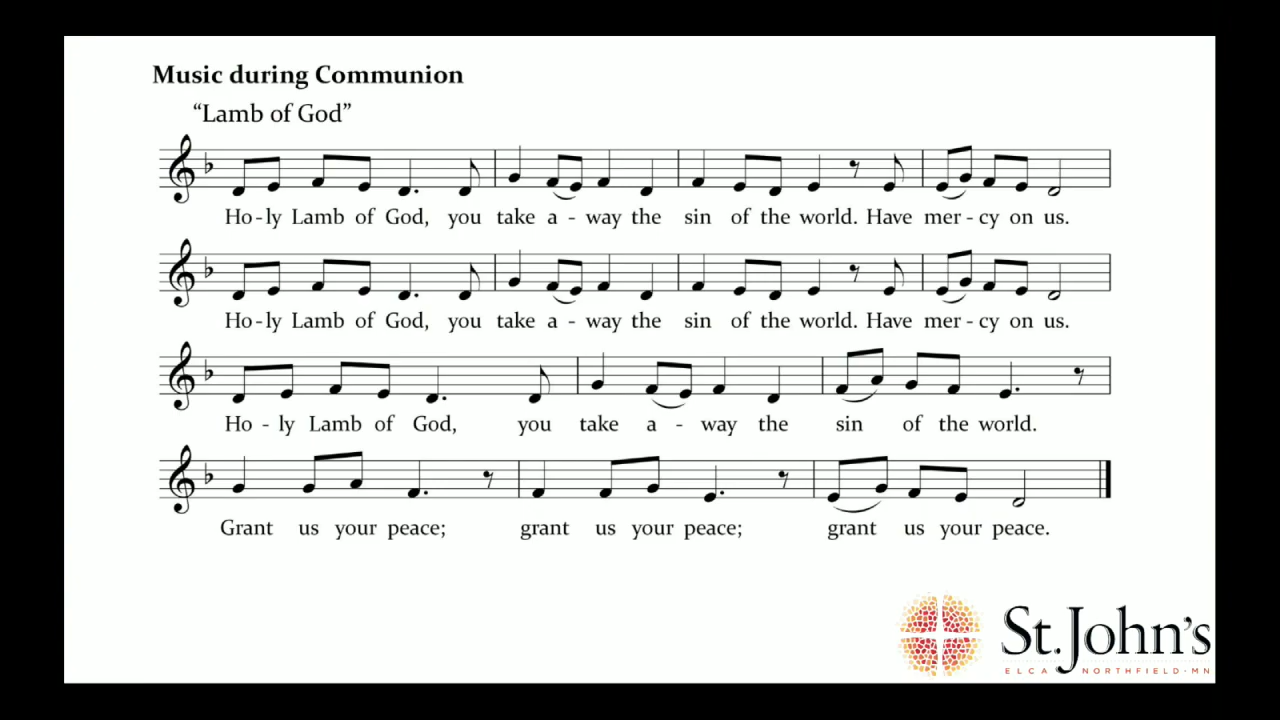 Music during Communion
“Lamb of God”
Ho-ly Lamb of God, you take a - way the sin of the world. Have mer - cy on us.
Ho-ly Lamb of God, you take a - way the sin of the world. Have mer - cy on us.
Ho - ly Lamb of God, you take a - way the sin of the world.
Grant us your peace; grant us your peace; grant us your peace.
St.John's
ELCA NORTHFIELD-MN